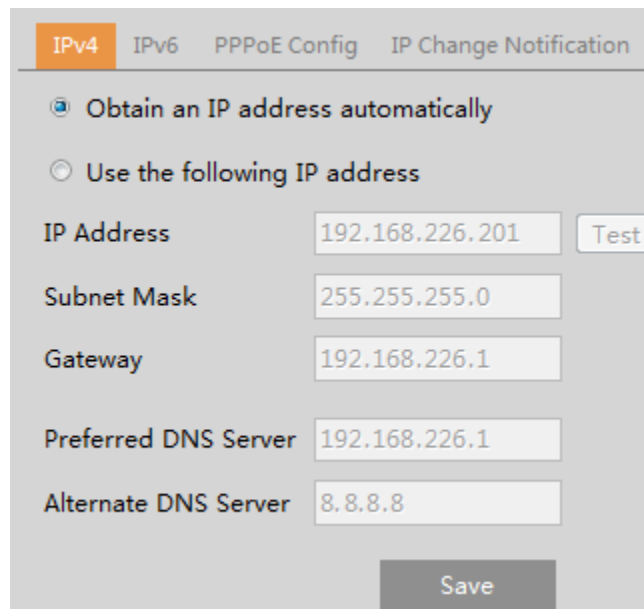 IPv4 IPv6 PPPoE Config IP Change Notification
Obtain an IP address automatically
Use the following IP address
IP Address 192.168.226.201 Test
Subnet Mask 255.255.255.0
Gateway 192.168.226.1
Preferred DNS Server 192.168.226.1
Alternate DNS Server 8.8.8.8
Save